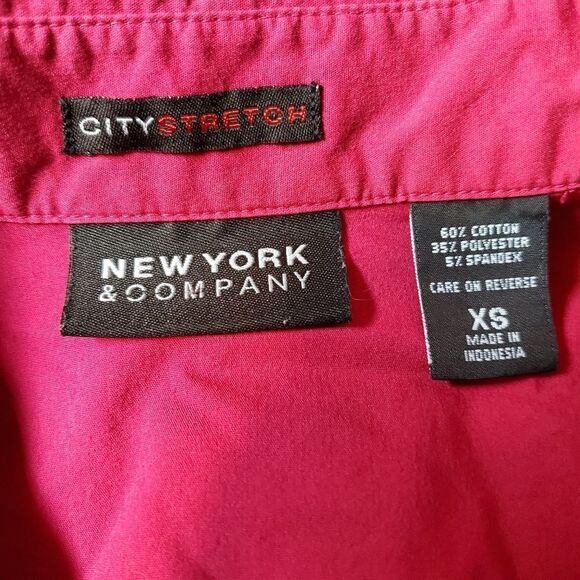 CITYSTRETCH
NEW YORK
& COMPANY
60% COTTON
35% POLYESTER
5% SPANDEX
CARE ON REVERSE
XS
MADE IN
INDONESIA